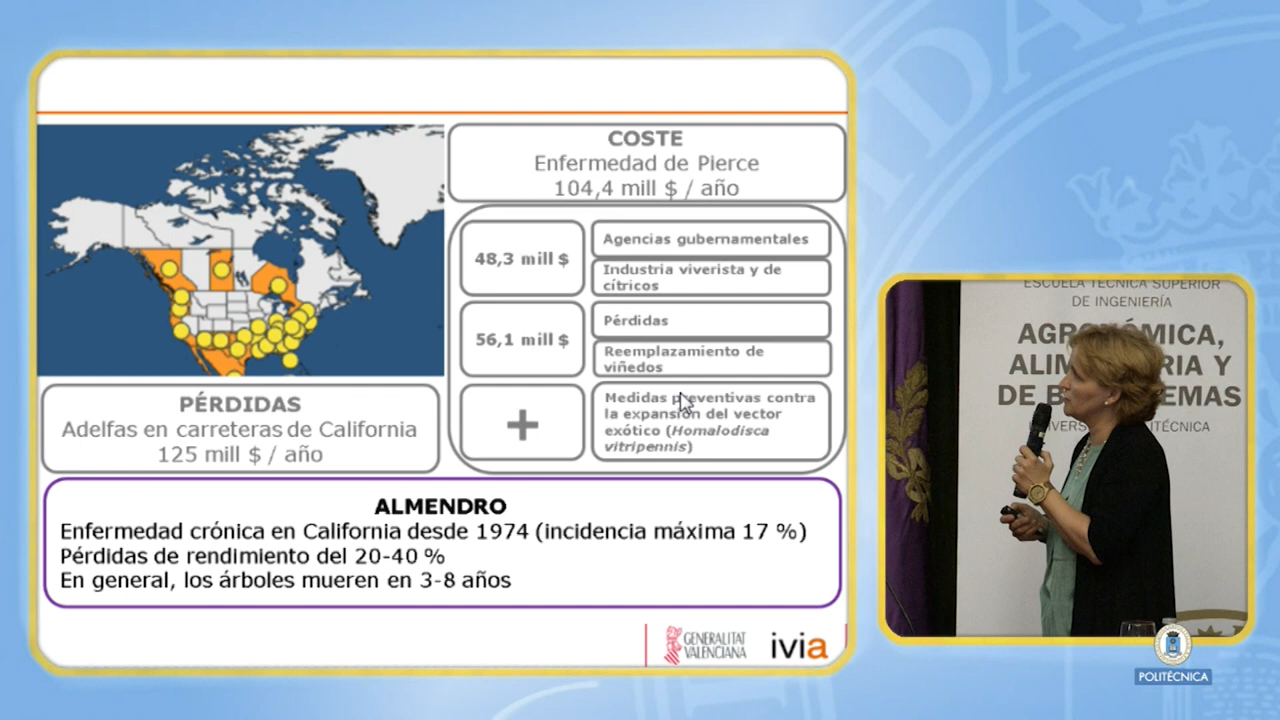 COSTE
Enfermedad de Pierce
104,4 mill $ / año
48,3 mill $
Agencias gubernamentales
Industria viverista y de
cítricos
56,1 mill $
Pérdidas
Reemplazamiento de
viñedos
+
Medidas preventivas contra
la expansión del vector
exótico (Homalodisca
vitripennis)
PÉRDIDAS
Adelfas en carreteras de California
125 mill $ / año
ALMENDRO
Enfermedad crónica en California desde 1974 (incidencia máxima 17 %)
Pérdidas de rendimiento del 20-40 %
En general, los árboles mueren en 3-8 años
GENERALITAT
VALENCIANA
ivia
ESCUELA TÉCNICA SUPERIOR
DE INGENIERÍA
AGRONÓMICA,
ALIMENTARIA Y
DE BIOSISTEMAS
POLITÉCNICA